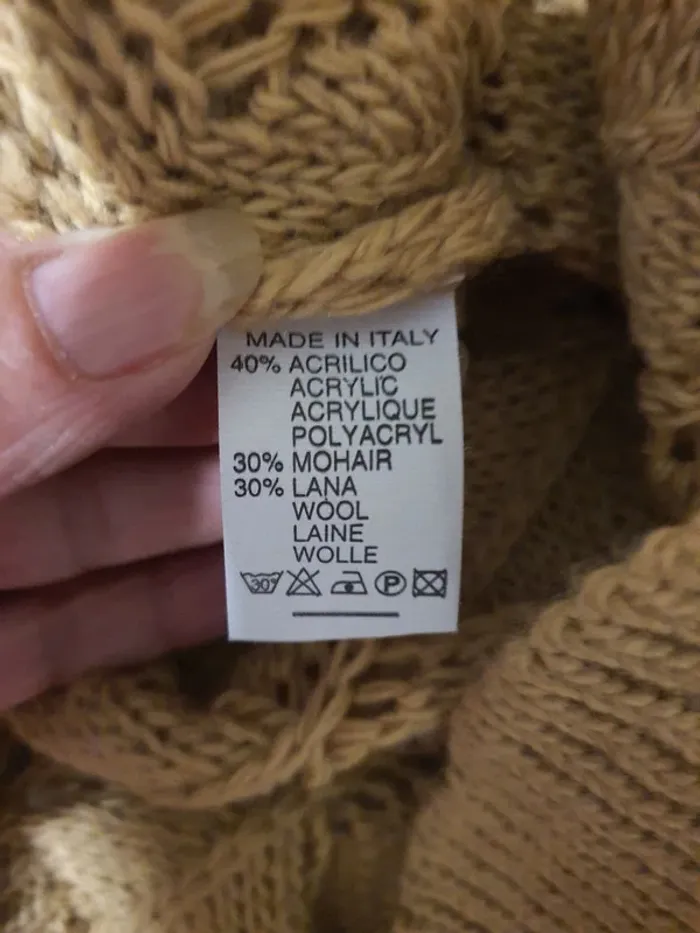 MADE IN ITALY
40% ACRILICO
ACRYLIC
ACRYLIQUE
POLYACRYL
30% MOHAIR
30% LANA
WOOL
LAINE
WOLLE
30° P